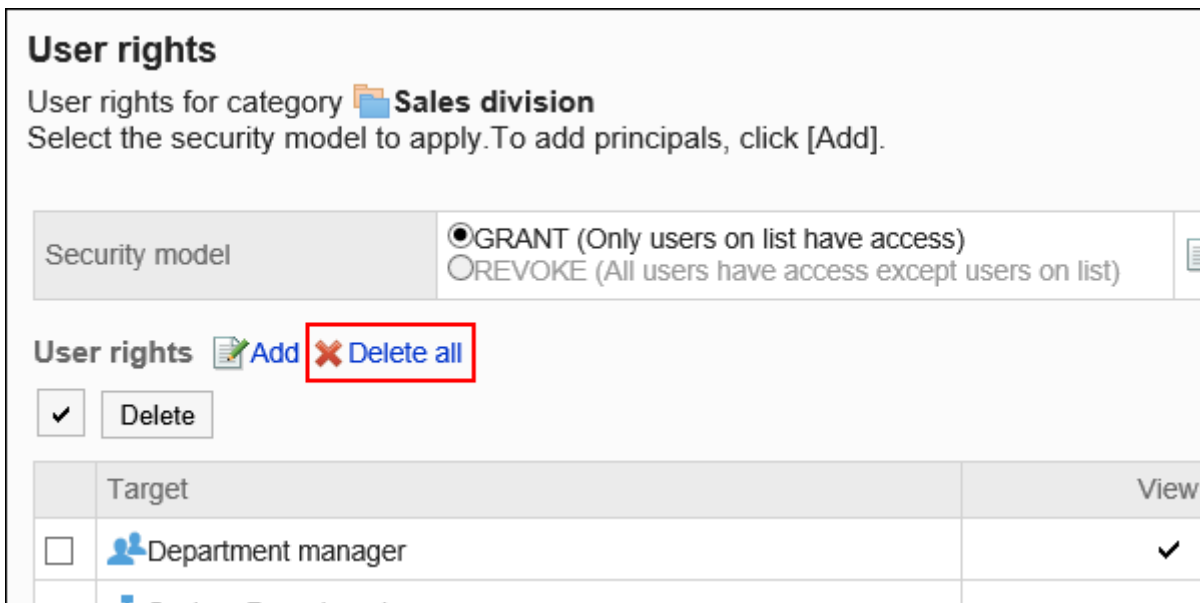 User rights
User rights for category Sales division
Select the security model to apply.To add principals, click [Add].
Security model
GRANT (Only users on list have access)
REVOKE (All users have access except users on list)
User rights Add Delete all
Delete
Target View
Department manager